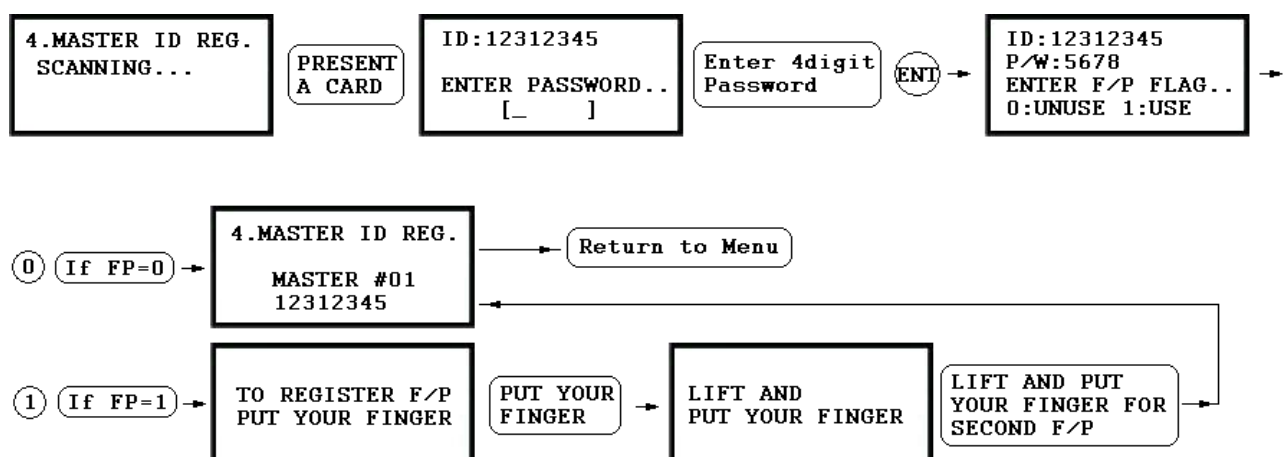 4.MASTER ID REG.
SCANNING...
PRESENT
A CARD
ID:12312345
ENTER PASSWORD..
[_ ]
Enter 4digit
Password
ENT
ID:12312345
P/W:5678
ENTER F/P FLAG..
0:UNUSE 1:USE
0
If FP=0
4.MASTER ID REG.
MASTER #01
12312345
Return to Menu
1
If FP=1
TO REGISTER F/P
PUT YOUR FINGER
PUT YOUR
FINGER
LIFT AND
PUT YOUR FINGER
LIFT AND PUT
YOUR FINGER FOR
SECOND F/P